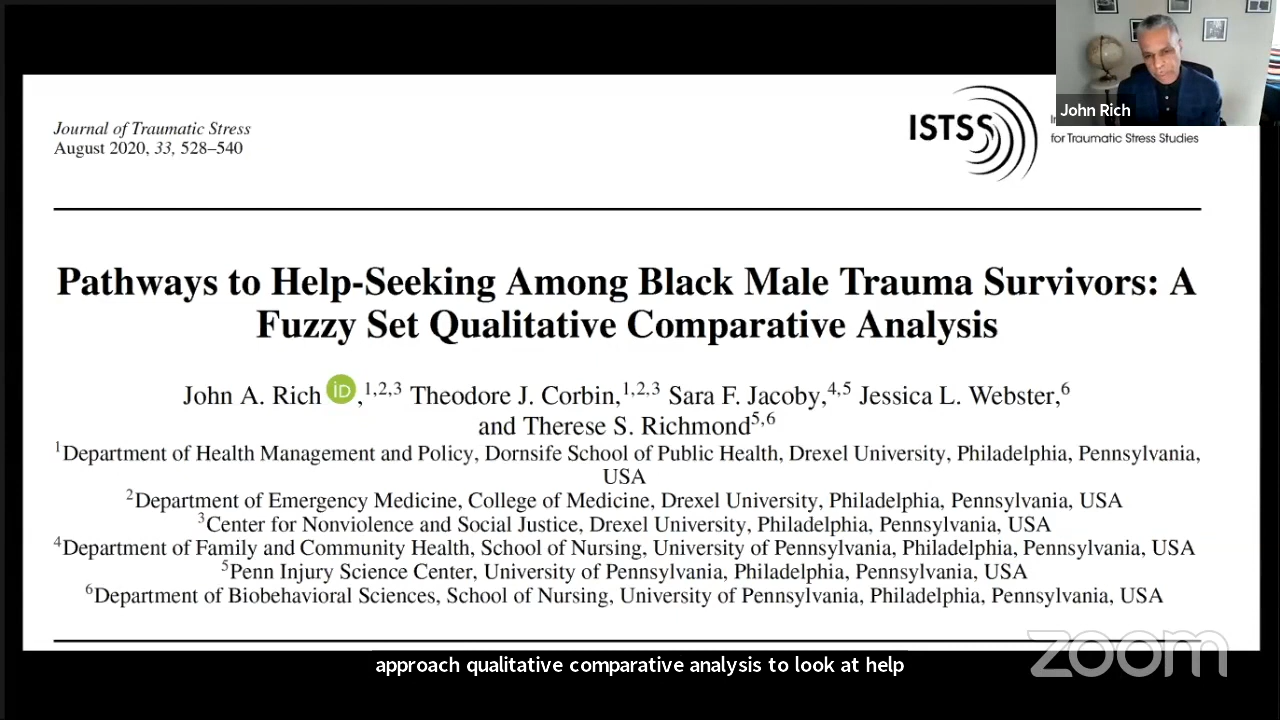 John Rich
Journal of Traumatic Stress
August 2020, 33, 528–540
ISTSS
for Traumatic Stress Studies
Pathways to Help-Seeking Among Black Male Trauma Survivors: A
Fuzzy Set Qualitative Comparative Analysis
John A. Rich iD,1,2,3 Theodore J. Corbin,1,2,3 Sara F. Jacoby,4,5 Jessica L. Webster,6
and Therese S. Richmond5,6
1Department of Health Management and Policy, Dornsife School of Public Health, Drexel University, Philadelphia, Pennsylvania,
USA
2Department of Emergency Medicine, College of Medicine, Drexel University, Philadelphia, Pennsylvania, USA
3Center for Nonviolence and Social Justice, Drexel University, Philadelphia, Pennsylvania, USA
4Department of Family and Community Health, School of Nursing, University of Pennsylvania, Philadelphia, Pennsylvania, USA
5Penn Injury Science Center, University of Pennsylvania, Philadelphia, Pennsylvania, USA
6Department of Biobehavioral Sciences, School of Nursing, University of Pennsylvania, Philadelphia, Pennsylvania, USA
zoom
approach qualitative comparative analysis to look at help